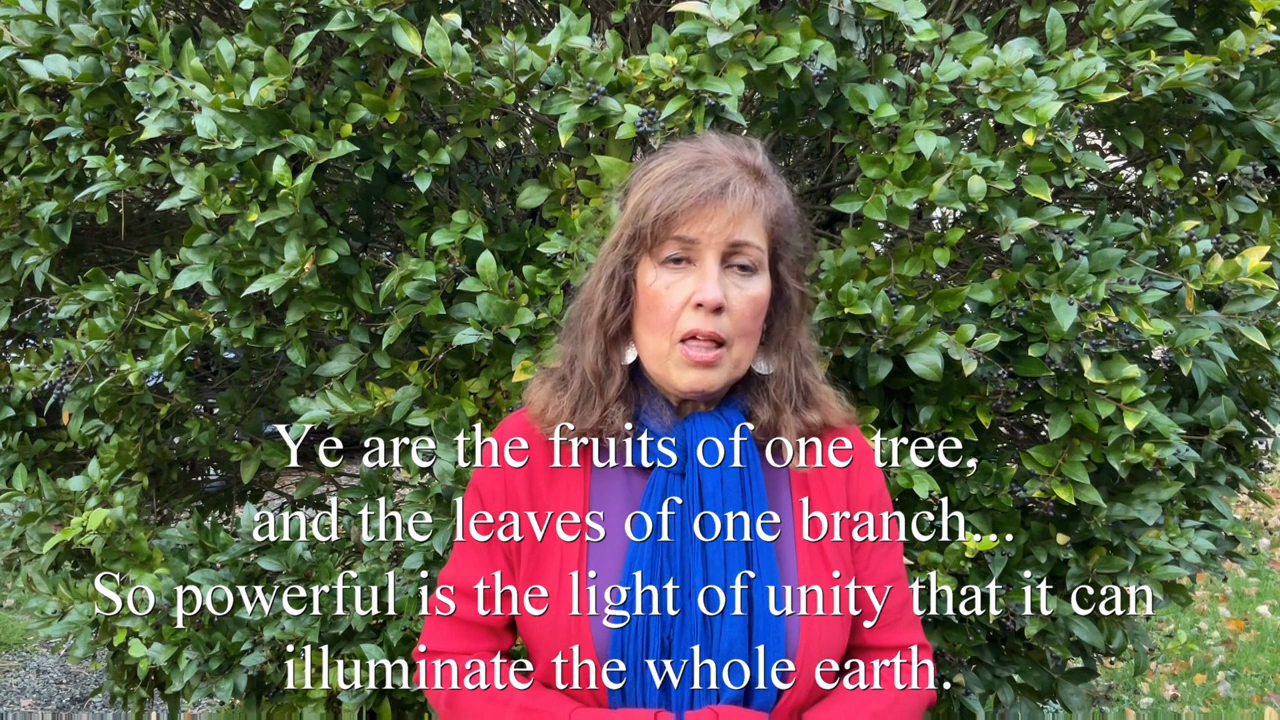 Ye are the fruits of one tree,
and the leaves of one branch...
So powerful is the light of unity that it can
illuminate the whole earth.